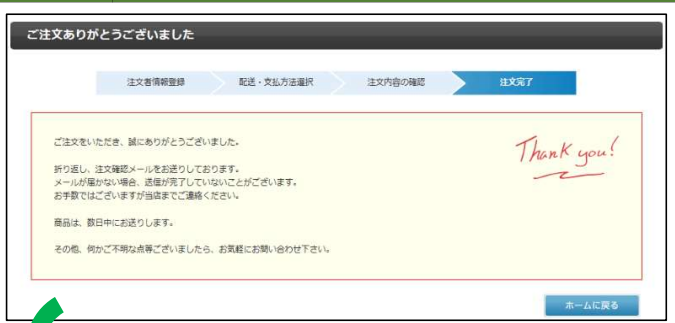 ご注文ありがとうございました
注文者情報登録 配送・支払方法選択 注文内容の確認 注文完了
ご注文をいただき、誠にありがとうございました。
Thank you!
折り返し、注文確認メールをお送りしております。
メールが届かない場合、送信が完了していないことがございます。
お手数ではございますが当店までご連絡ください。
商品は、数日中にお送りします。
その他、何かご不明な点等ございましたら、お気軽にお問い合わせ下さい。
ホームに戻る